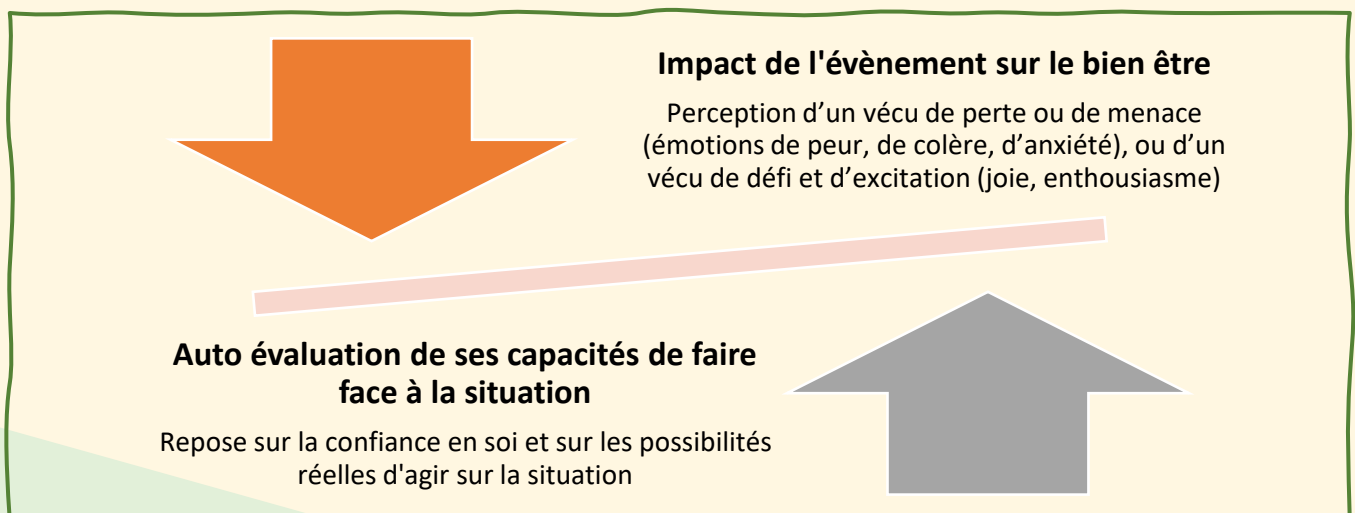 Impact de l'évènement sur le bien être
Perception d’un vécu de perte ou de menace
(émotions de peur, de colère, d’anxiété), ou d’un
vécu de défi et d’excitation (joie, enthousiasme)
Auto évaluation de ses capacités de faire
face à la situation
Repose sur la confiance en soi et sur les possibilités
réelles d'agir sur la situation